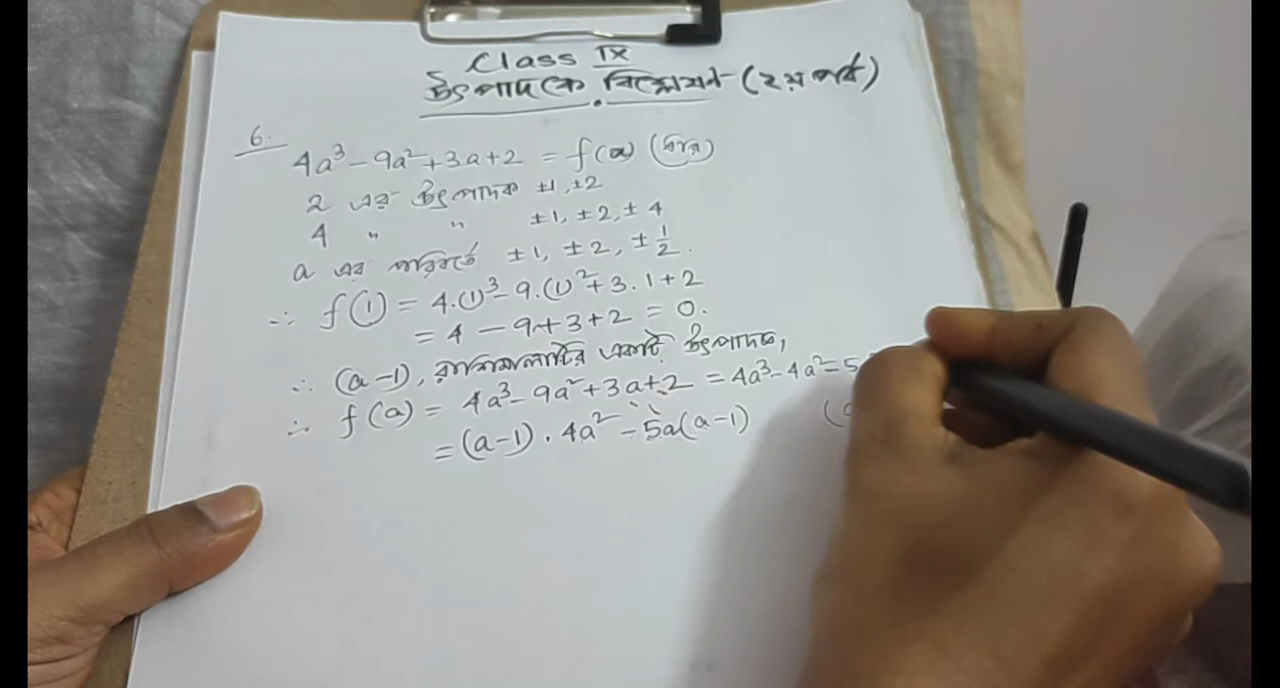 Class IX
উৎপাদকে বিশ্লেষণ-(২য় পর্ব)
6.
4a³ - 9a² + 3a + 2 = f(a) (ধরি)
2 এর উৎপাদক ±1, ±2
4 " " ±1, ±2, ± 4
a এর পরিবর্তে ±1, ±2, ± 1/2.
∴ f(1) = 4.(1)³ - 9.(1)² + 3.1 + 2
= 4 - 9 + 3 + 2 = 0.
∴ (a-1), রাশিমালাটির একটি উৎপাদক,
∴ f(a) = 4a³ - 9a² + 3a + 2 = 4a³ - 4a² = 5
= (a-1) . 4a² - 5a(a-1) (